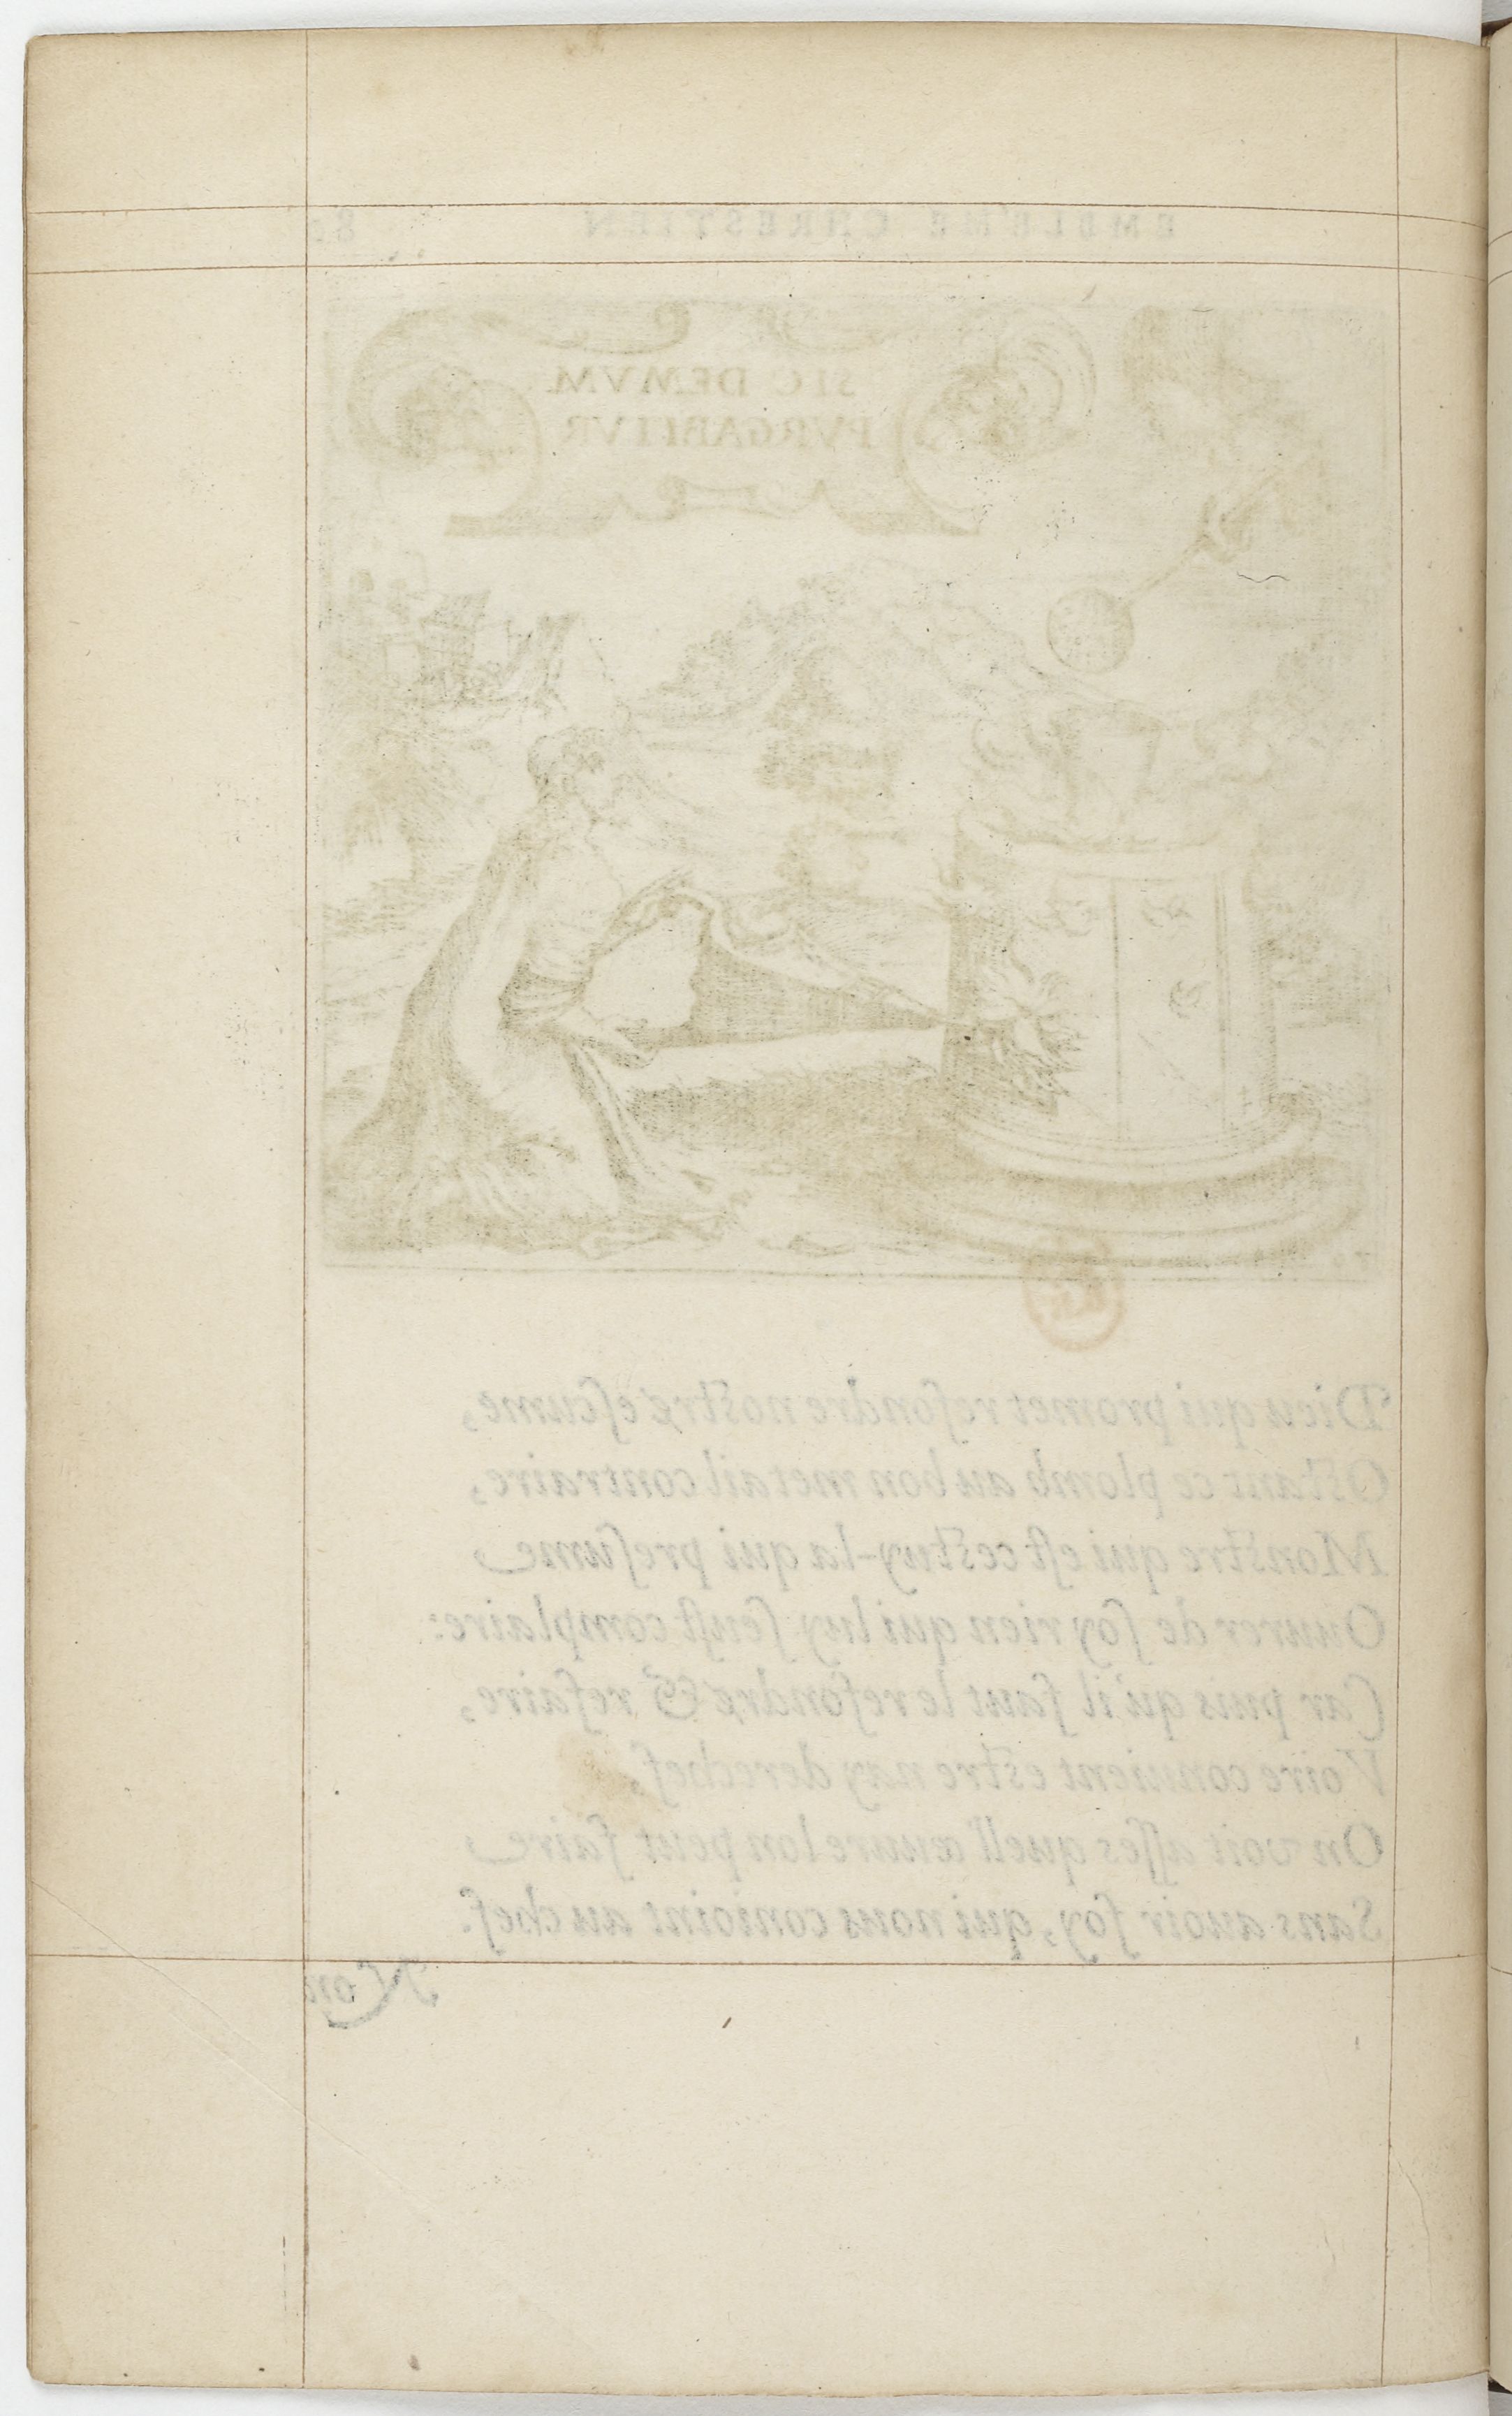 EMBLEME CHRESTIEN
SIC DEMVM
PVRGABITVR
Dieu qui promet refondre nostre escume,
Ostant ce plomb au bon metail contraire,
Monstre qui est cestuy-la qui presume
Ouurer de soy rien qui luy seust complaire:
Car puis qu'il faut le refondre & refaire,
Voire conuient estre nay derechef,
On voit asses quell' œuure lon peut faire
Sans auoir foy, qui nous conioint au chef.
Non